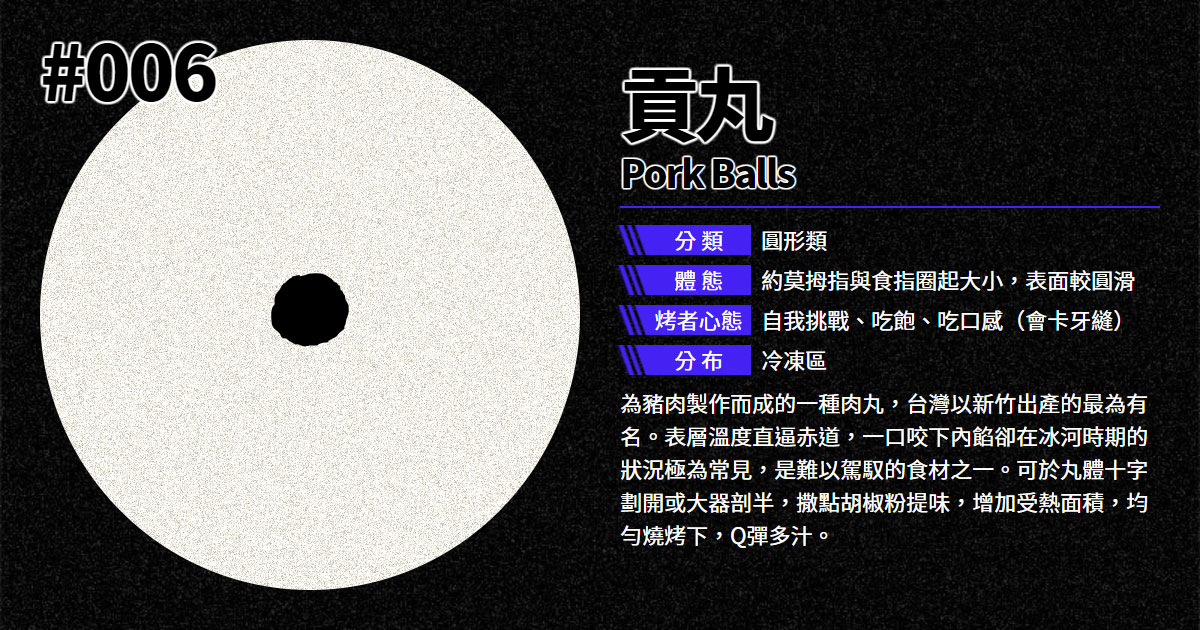 #006
貢丸
Pork Balls
分類 圓形類
體態 約莫拇指與食指圈起大小，表面較圓滑
烤者心態 自我挑戰、吃飽、吃口感（會卡牙縫）
分布 冷凍區
為豬肉製作而成的一種肉丸，台灣以新竹出產的最為有
名。表層溫度直逼赤道，一口咬下內餡卻在冰河時期的
狀況極為常見，是難以駕馭的食材之一。可於丸體十字
劃開或大器剖半，撒點胡椒粉提味，增加受熱面積，均
勻燒烤下，Q彈多汁。